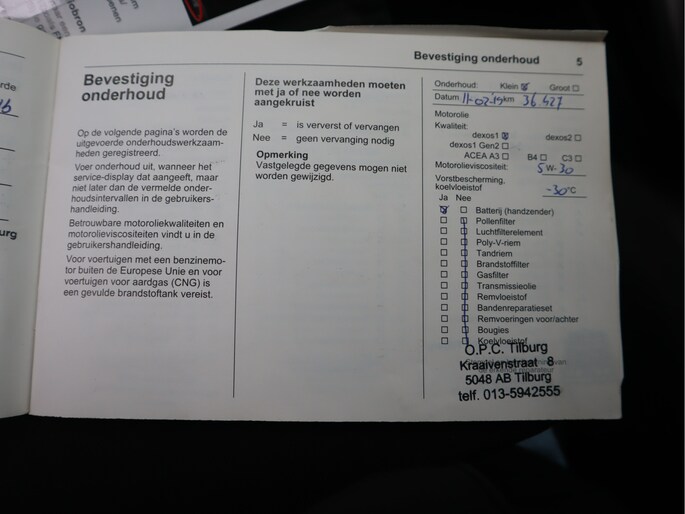 Bevestiging onderhoud 5
Bevestiging
onderhoud
Op de volgende pagina's worden de
uitgevoerde onderhoudswerkzaam-
heden geregistreerd.
Voer onderhoud uit, wanneer het
service-display dat aangeeft, maar
niet later dan de vermelde onder-
houdsintervallen in de gebruikers-
handleiding.
Betrouwbare motoroliekwaliteiten en
motorolieviscositeiten vindt u in de
gebruikershandleiding.
Voor voertuigen met een benzinemo-
tor buiten de Europese Unie en voor
voertuigen voor aardgas (CNG) is
een gevulde brandstoftank vereist.
Deze werkzaamheden moeten
met ja of nee worden
aangekruist
Ja = is ververst of vervangen
Nee = geen vervanging nodig
Opmerking
Vastgelegde gegevens mogen niet
worden gewijzigd.
Onderhoud: Klein Groot
Datum 11-02-19 km 36 427
Motorolie
Kwaliteit:
dexos1 dexos2
dexos1 Gen2
ACEA A3 B4 C3
Motorolieviscositeit: 5W-30
Vorstbescherming,
koelvloeistof -30°C
Ja Nee
Batterij (handzender)
Pollenfilter
Luchtfilterelement
Poly-V-riem
Tandriem
Brandstoffilter
Gasfilter
Transmissieolie
Remvloeistof
Bandenreparatieset
Remvoeringen voor/achter
Bougies
Koelvloeistof
O.P.C. Tilburg
Kraaivenstraat 8
5048 AB Tilburg
telf. 013-5942555